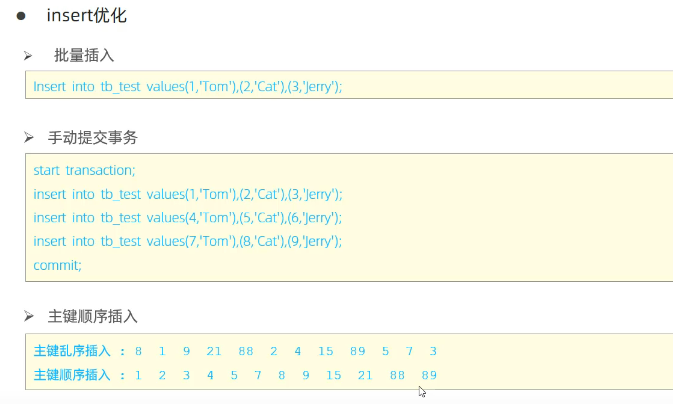 ● insert优化
➢ 批量插入
Insert into tb_test values(1,'Tom'),(2,'Cat'),(3,'Jerry');
➢ 手动提交事务
start transaction;
insert into tb_test values(1,'Tom'),(2,'Cat'),(3,'Jerry');
insert into tb_test values(4,'Tom'),(5,'Cat'),(6,'Jerry');
insert into tb_test values(7,'Tom'),(8,'Cat'),(9,'Jerry');
commit;
➢ 主键顺序插入
主键乱序插入 : 8 1 9 21 88 2 4 15 89 5 7 3
主键顺序插入 : 1 2 3 4 5 7 8 9 15 21 88 89